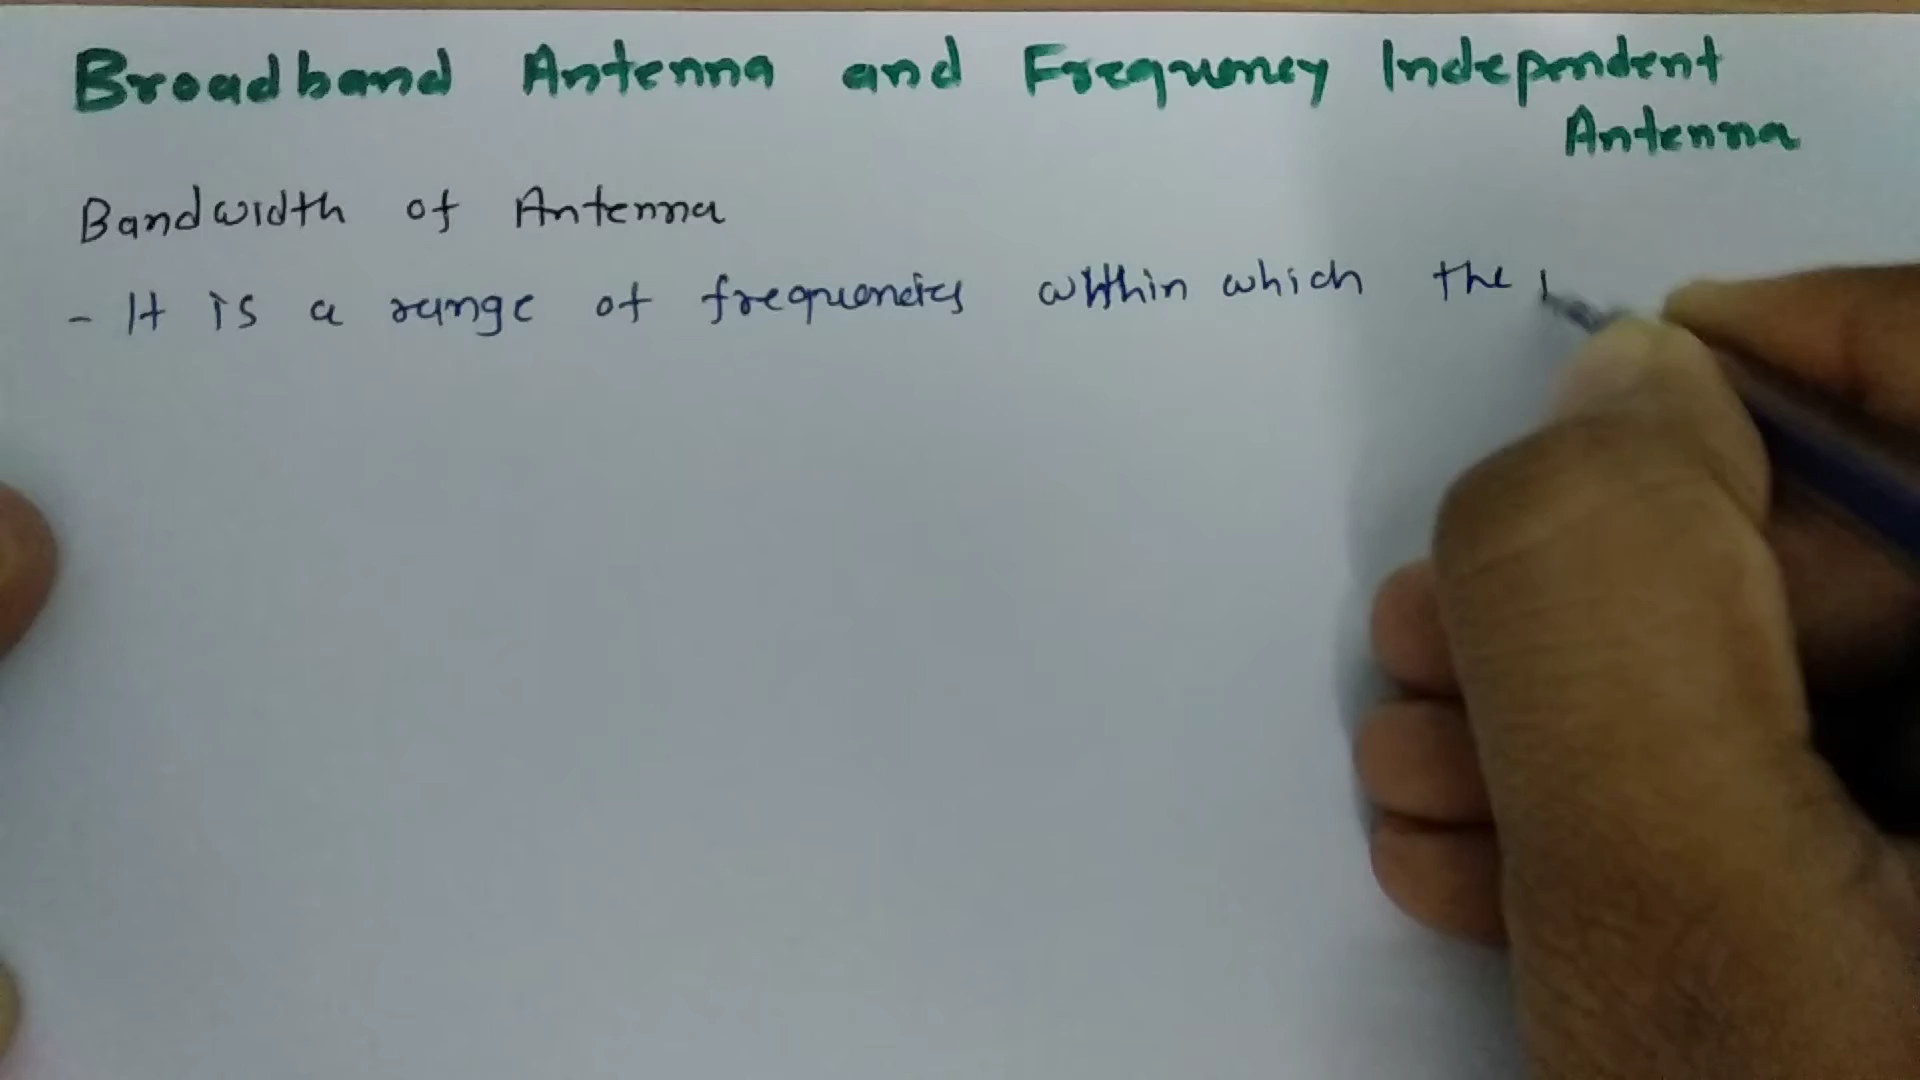 Broadband Antenna and Frequency Independent
Antenna
Bandwidth of Antenna
- It is a range of frequencies within which the